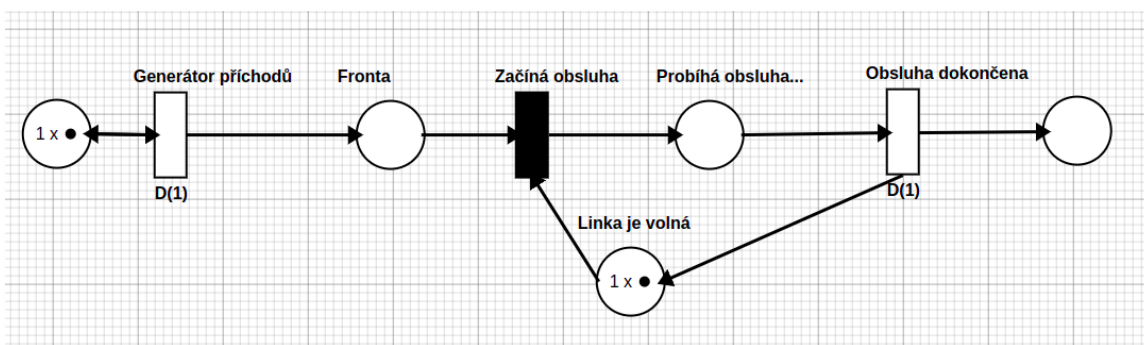 Generátor příchodů
Fronta
Začíná obsluha
Probíhá obsluha...
Obsluha dokončena
1 x ●
D(1)
D(1)
Linka je volná
1 x ●